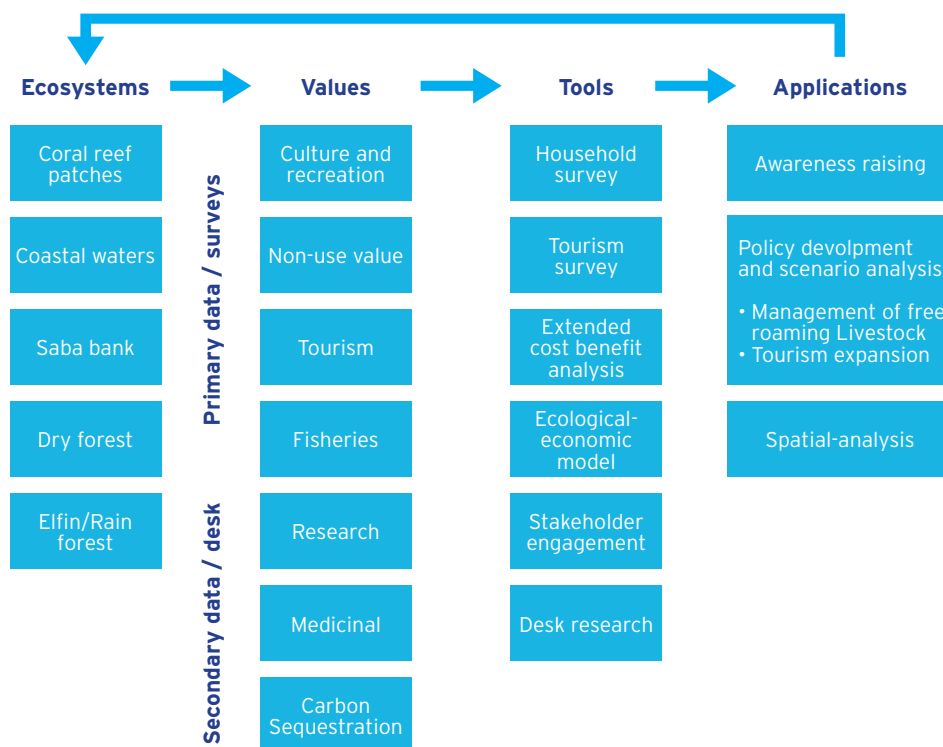 Ecosystems
Values
Tools
Applications
Coral reef
patches
Coastal waters
Saba bank
Dry forest
Elfin/Rain
forest
Primary data / surveys
Secondary data / desk
Culture and
recreation
Non-use value
Tourism
Fisheries
Research
Medicinal
Carbon
Sequestration
Household
survey
Tourism
survey
Extended
cost benefit
analysis
Ecological-
economic
model
Stakeholder
engagement
Desk research
Awareness raising
Policy devolpment
and scenario analysis
• Management of free
roaming Livestock
• Tourism expansion
Spatial-analysis